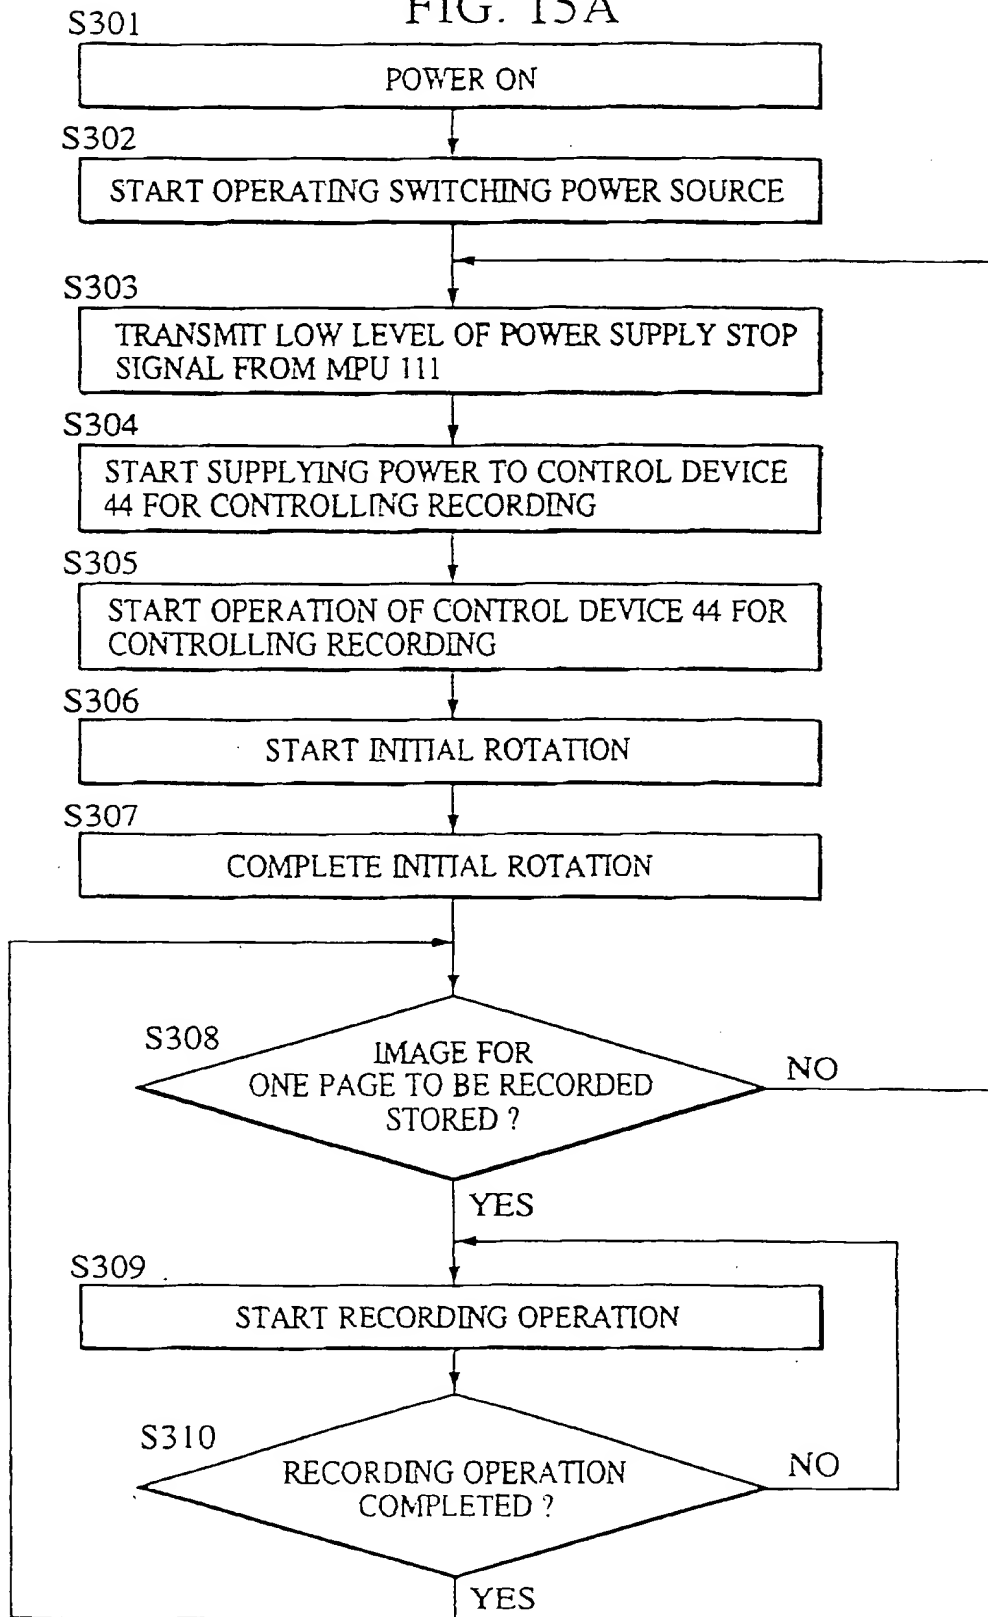 FIG. 15A
S301
POWER ON
S302
START OPERATING SWITCHING POWER SOURCE
S303
TRANSMIT LOW LEVEL OF POWER SUPPLY STOP
SIGNAL FROM MPU 111
S304
START SUPPLYING POWER TO CONTROL DEVICE
44 FOR CONTROLLING RECORDING
S305
START OPERATION OF CONTROL DEVICE 44 FOR
CONTROLLING RECORDING
S306
START INITIAL ROTATION
S307
COMPLETE INITIAL ROTATION
S308
IMAGE FOR
ONE PAGE TO BE RECORDED
STORED ?
NO
YES
S309
START RECORDING OPERATION
S310
RECORDING OPERATION
COMPLETED ?
NO
YES